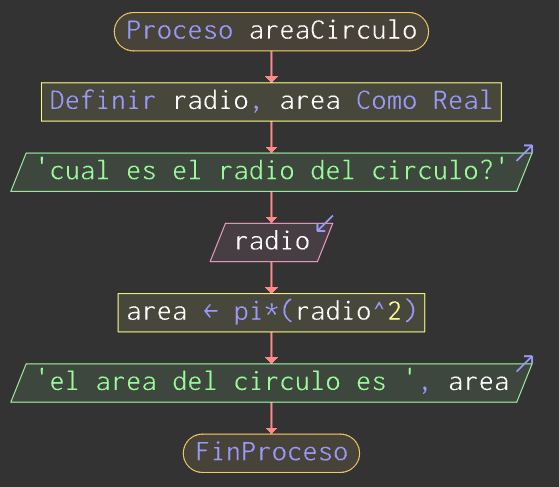 Proceso areaCirculo
Definir radio, area Como Real
'cual es el radio del circulo?'
radio
area ← pi*(radio^2)
'el area del circulo es ', area
FinProceso